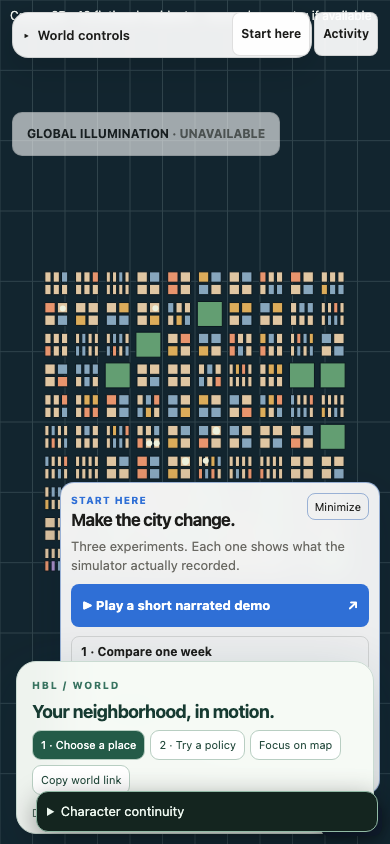 ▸ World controls
Start here
Activity
GLOBAL ILLUMINATION · UNAVAILABLE
START HERE
Make the city change.
Minimize
Three experiments. Each one shows what the
simulator actually recorded.
▶ Play a short narrated demo ↗
1 · Compare one week
HBL / WORLD
Your neighborhood, in motion.
1 · Choose a place
2 · Try a policy
Focus on map
Copy world link
▶ Character continuity